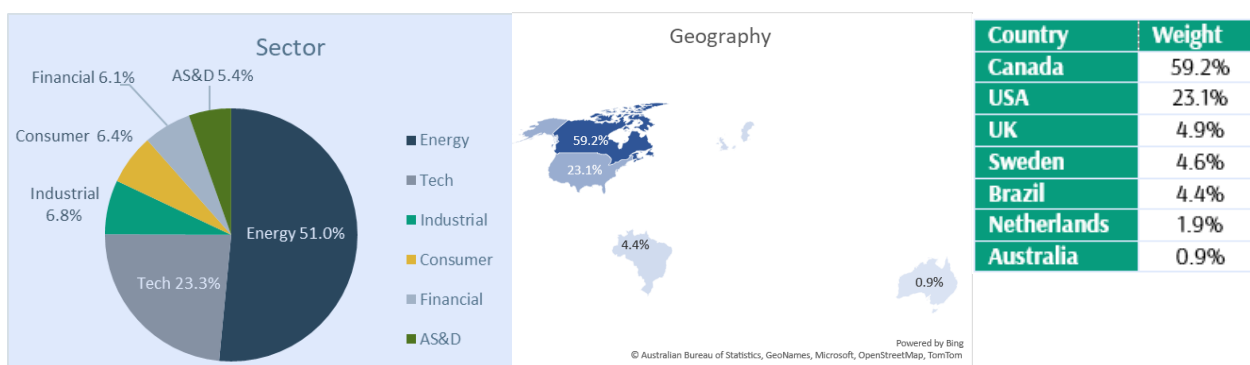 Sector
Financial 6.1%
AS&D 5.4%
Consumer 6.4%
Industrial
6.8%
Energy 51.0%
Tech 23.3%
Energy
Tech
Industrial
Consumer
Financial
AS&D
Geography
59.2%
23.1%
4.4%
0.9%
Powered by Bing
© Australian Bureau of Statistics, GeoNames, Microsoft, OpenStreetMap, TomTom
Country Weight
Canada 59.2%
USA 23.1%
UK 4.9%
Sweden 4.6%
Brazil 4.4%
Netherlands 1.9%
Australia 0.9%